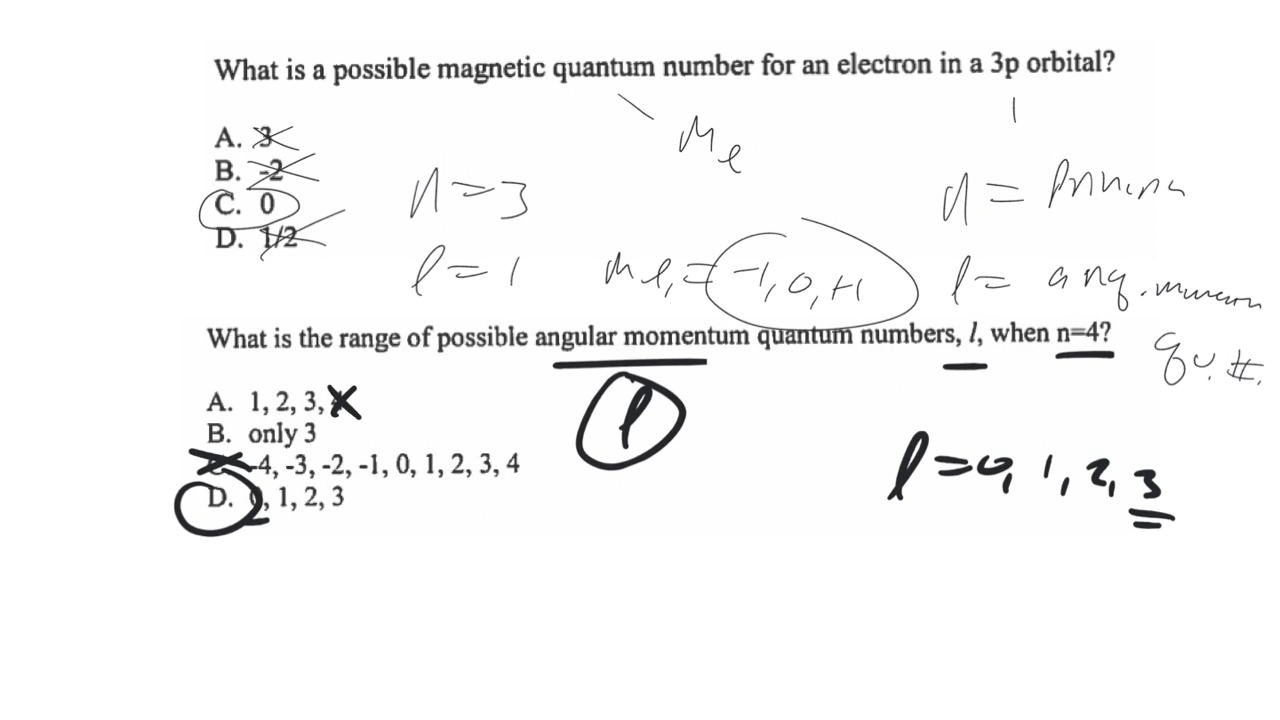 What is a possible magnetic quantum number for an electron in a 3p orbital?
A. 3
B. -2
C. 0
D. 1/2
Mℓ
n=3
ℓ=1
mℓ = -1, 0, +1
n =
ℓ = ang.
qu. #.
What is the range of possible angular momentum quantum numbers, l, when n=4?
A. 1, 2, 3,
B. only 3
-4, -3, -2, -1, 0, 1, 2, 3, 4
D. 0, 1, 2, 3
ℓ
ℓ=0, 1, 2, 3